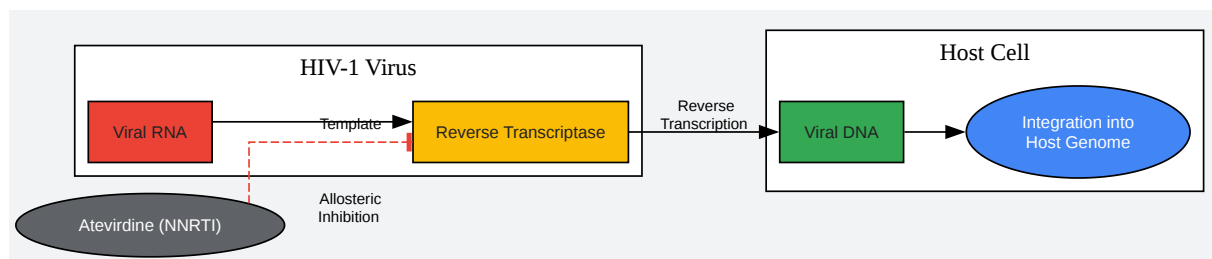 HIV-1 Virus
Viral RNA
Template
Reverse Transcriptase
Allosteric
Inhibition
Atevirdine (NNRTI)
Reverse
Transcription
Host Cell
Viral DNA
Integration into
Host Genome